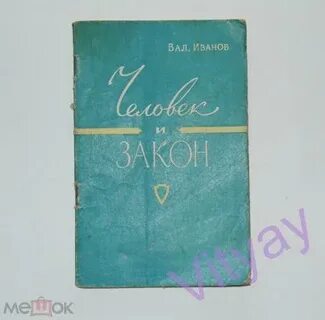 Вал. Иванов
Человек
и
ЗАКОН
Vityay
мешок